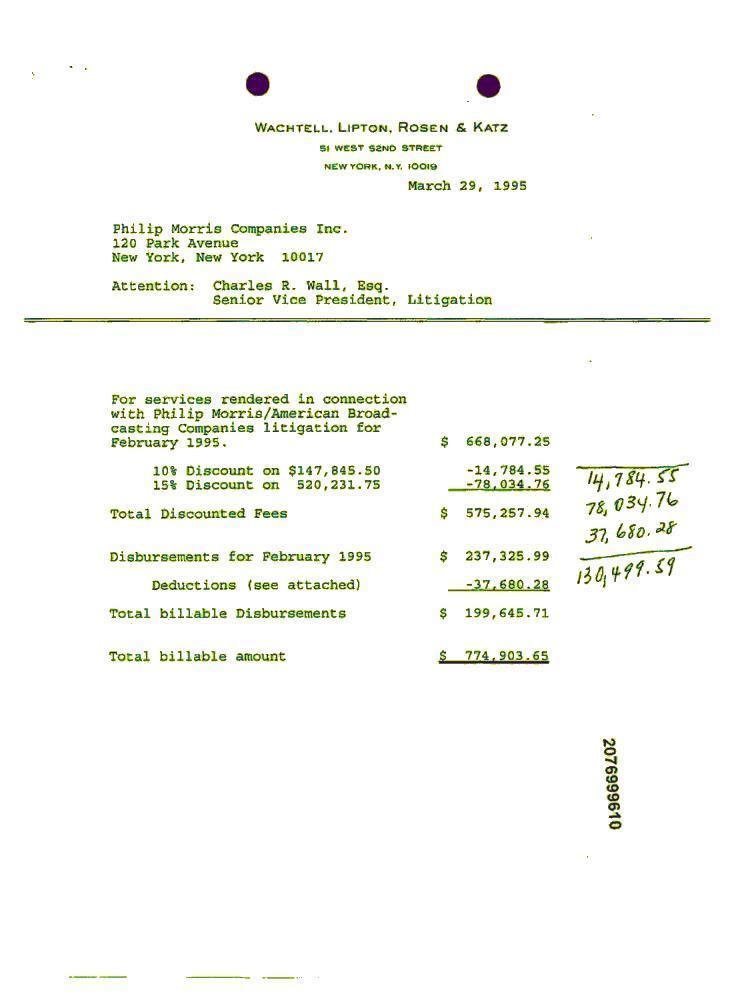 WACHTELL, LIPTON, ROSEN & KATZ
51 WEST 52ND STREET
NEW YORK, N.Y. 10019
March 29, 1995
Philip Morris Companies Inc.
120 Park Avenue
New York, New York 10017
Attention: Charles R. Wall, Esq.
Senior Vice President, Litigation
For services rendered in connection
with Philip Morris/American Broad-
casting Companies litigation for
February 1995. $ 668,077.25
10% Discount on $147,845.50 -14,784.55
15% Discount on 520,231.75 -78,034.76
Total Discounted Fees $ 575,257.94
Disbursements for February 1995 $ 237,325.99
Deductions (see attached) -37,680.28
Total billable Disbursements $ 199,645.71
Total billable amount $ 774,903.65
14,784.55
78,034.76
37,680.28
130,499.59
2076999610